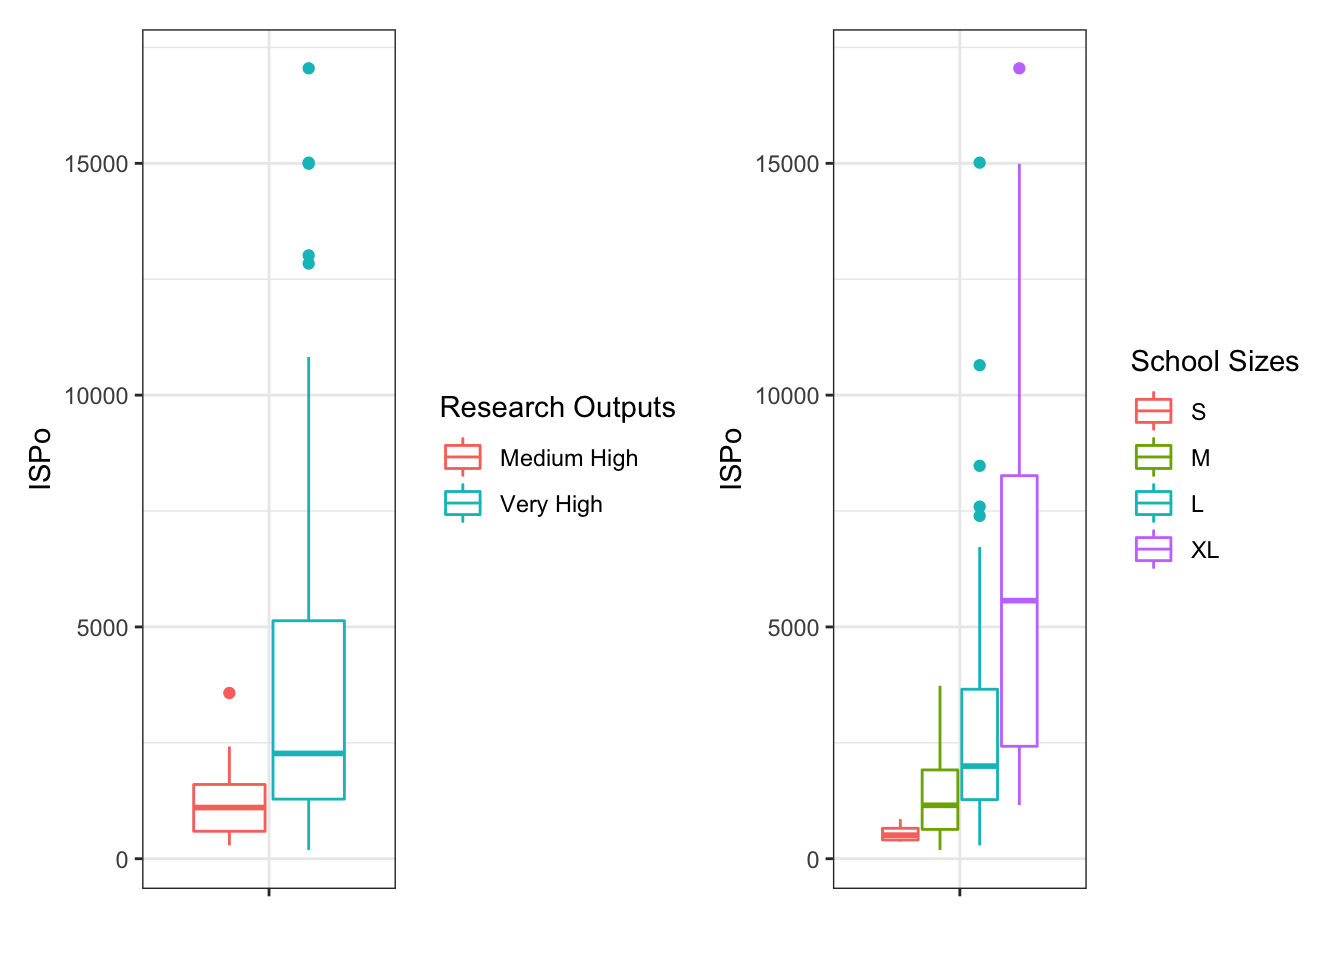 ISPo
15000
10000
5000
0
Research Outputs
Medium High
Very High
ISPo
15000
10000
5000
0
School Sizes
S
M
L
XL